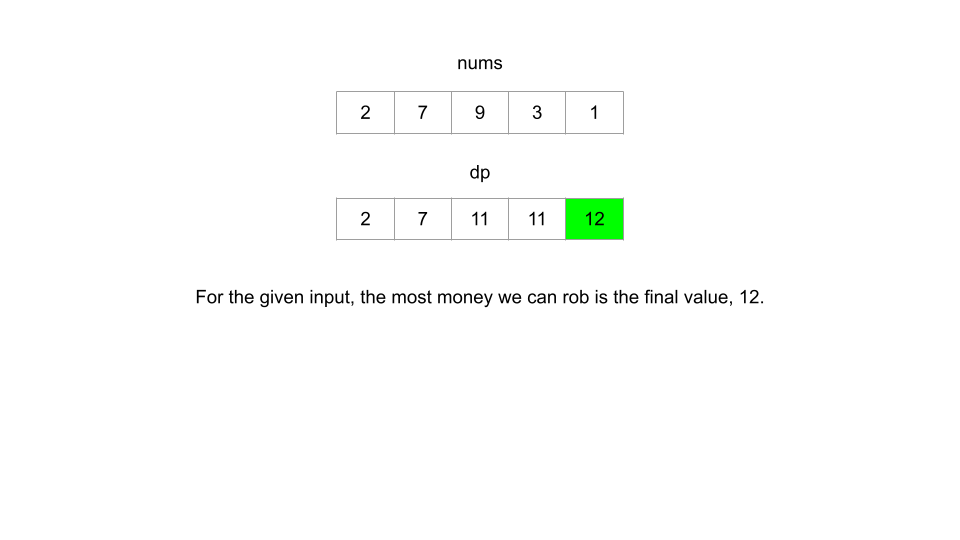 nums
2 7 9 3 1
dp
2 7 11 11 12
For the given input, the most money we can rob is the final value, 12.